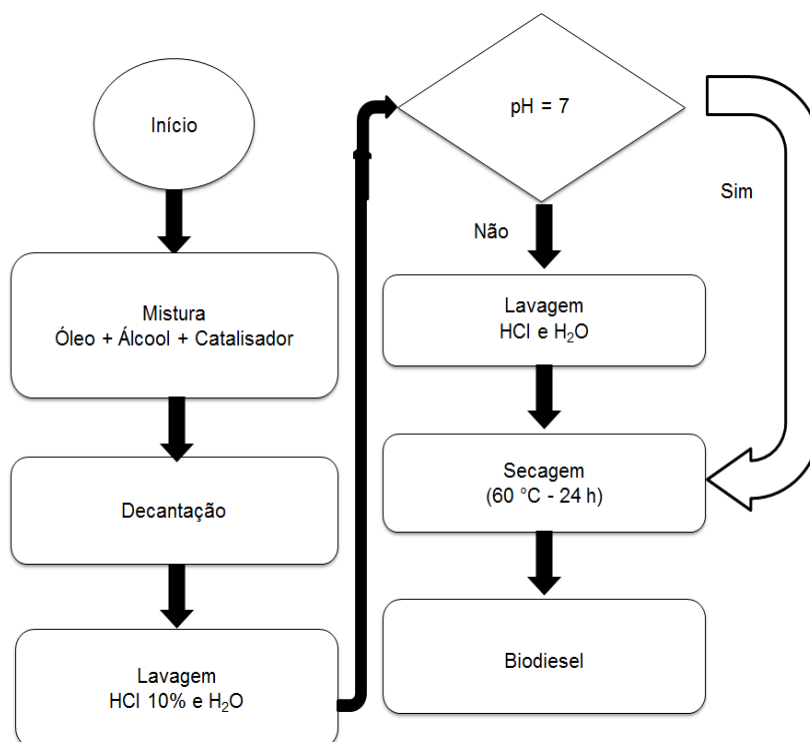 Início
Mistura
Óleo + Álcool + Catalisador
Decantação
Lavagem
HCl 10% e H₂O
pH = 7
Não
Sim
Lavagem
HCl e H₂O
Secagem
(60 °C - 24 h)
Biodiesel